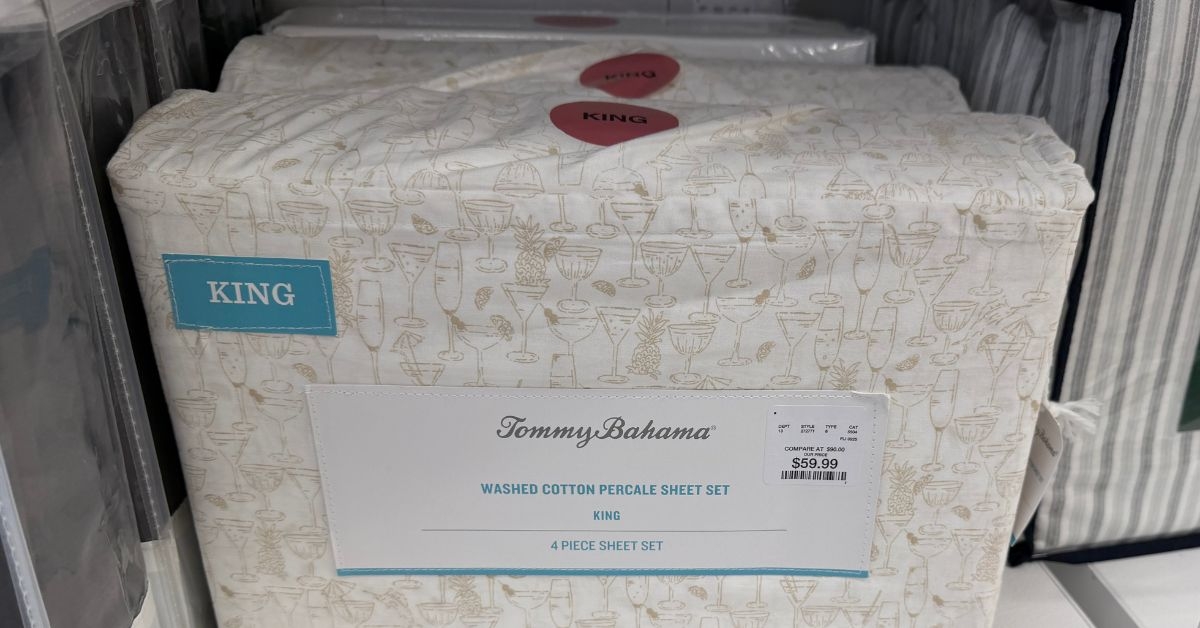 KING
KING
KING
Tommy Bahama®
WASHED COTTON PERCALE SHEET SET
KING
4 PIECE SHEET SET
DEPT STYLE TYPE CAT
COMPARE AT $90.00
OUR PRICE
$59.99